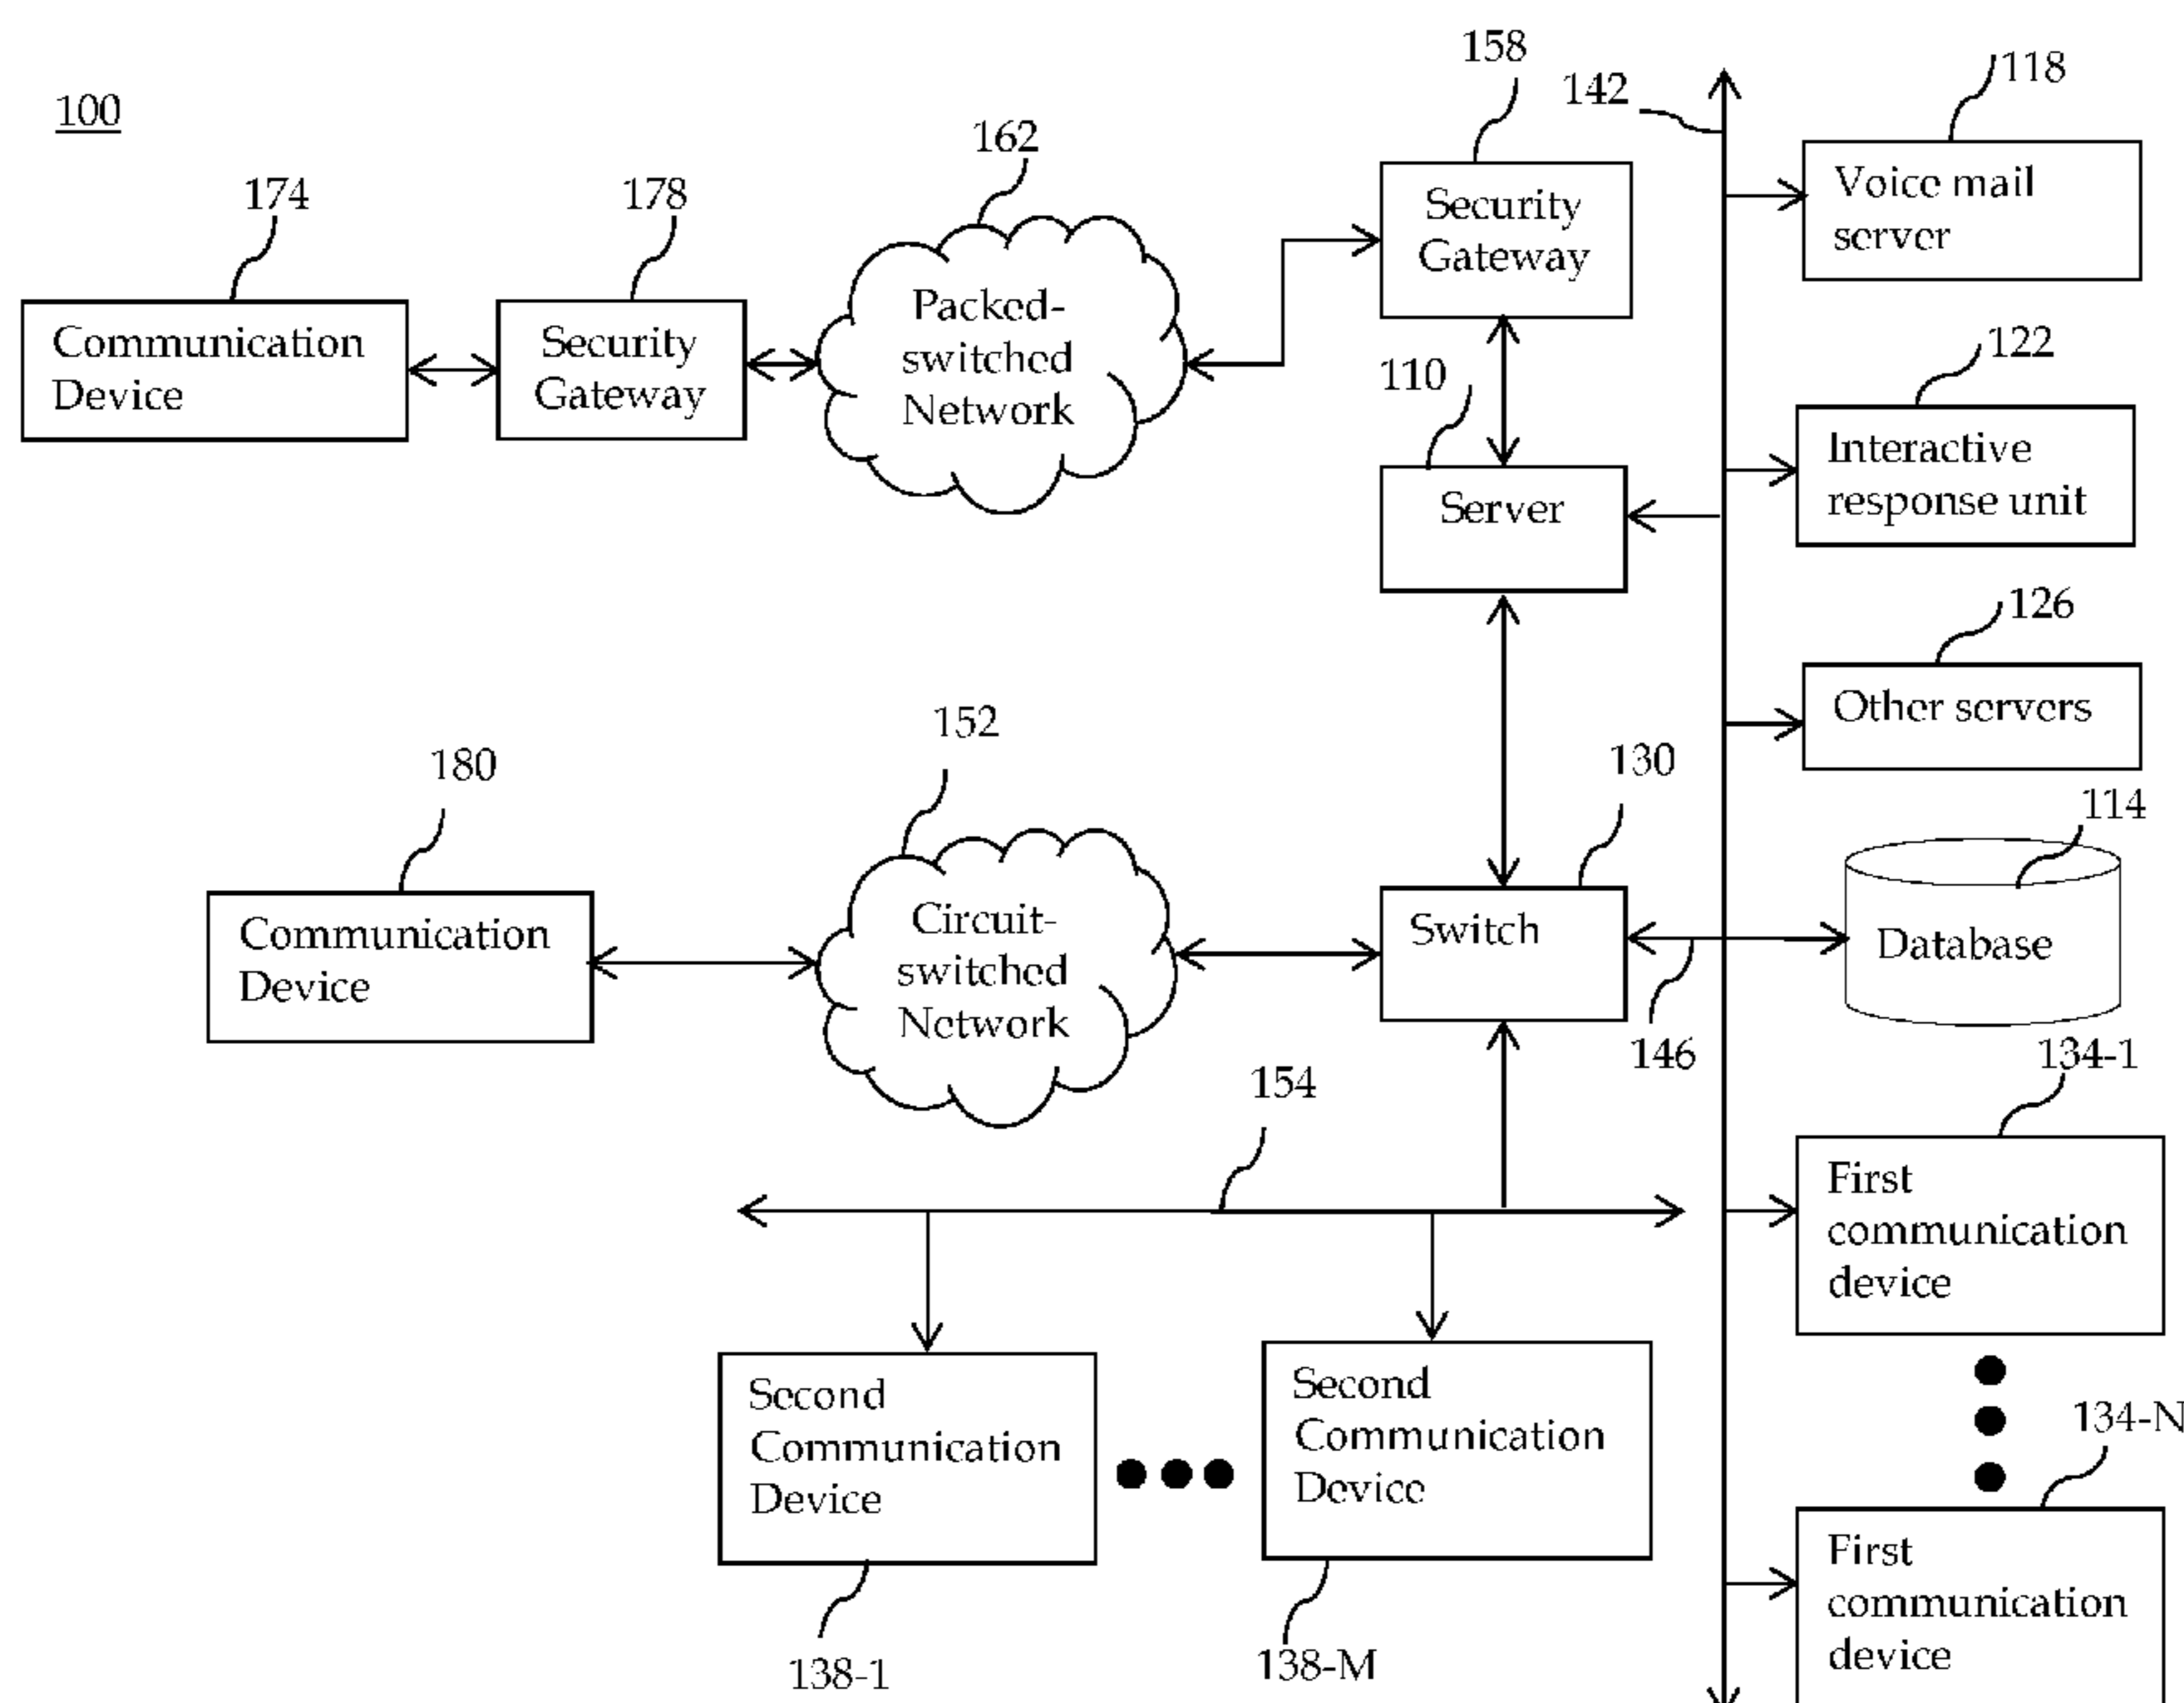 100
158
142
118
162
174
178
Voice mail
server
Security
Gateway
Packed-
switched
Network
Communication
Device
Security
Gateway
122
110
Interactive
response unit
Server
126
152
Other servers
180
130
114
Communication
Device
Circuit-
switched
Network
Switch
Database
146
134-1
154
First
communication
device
Second
Communication
Device
Second
Communication
Device
134-N
First
communication
device
138-1
138-M